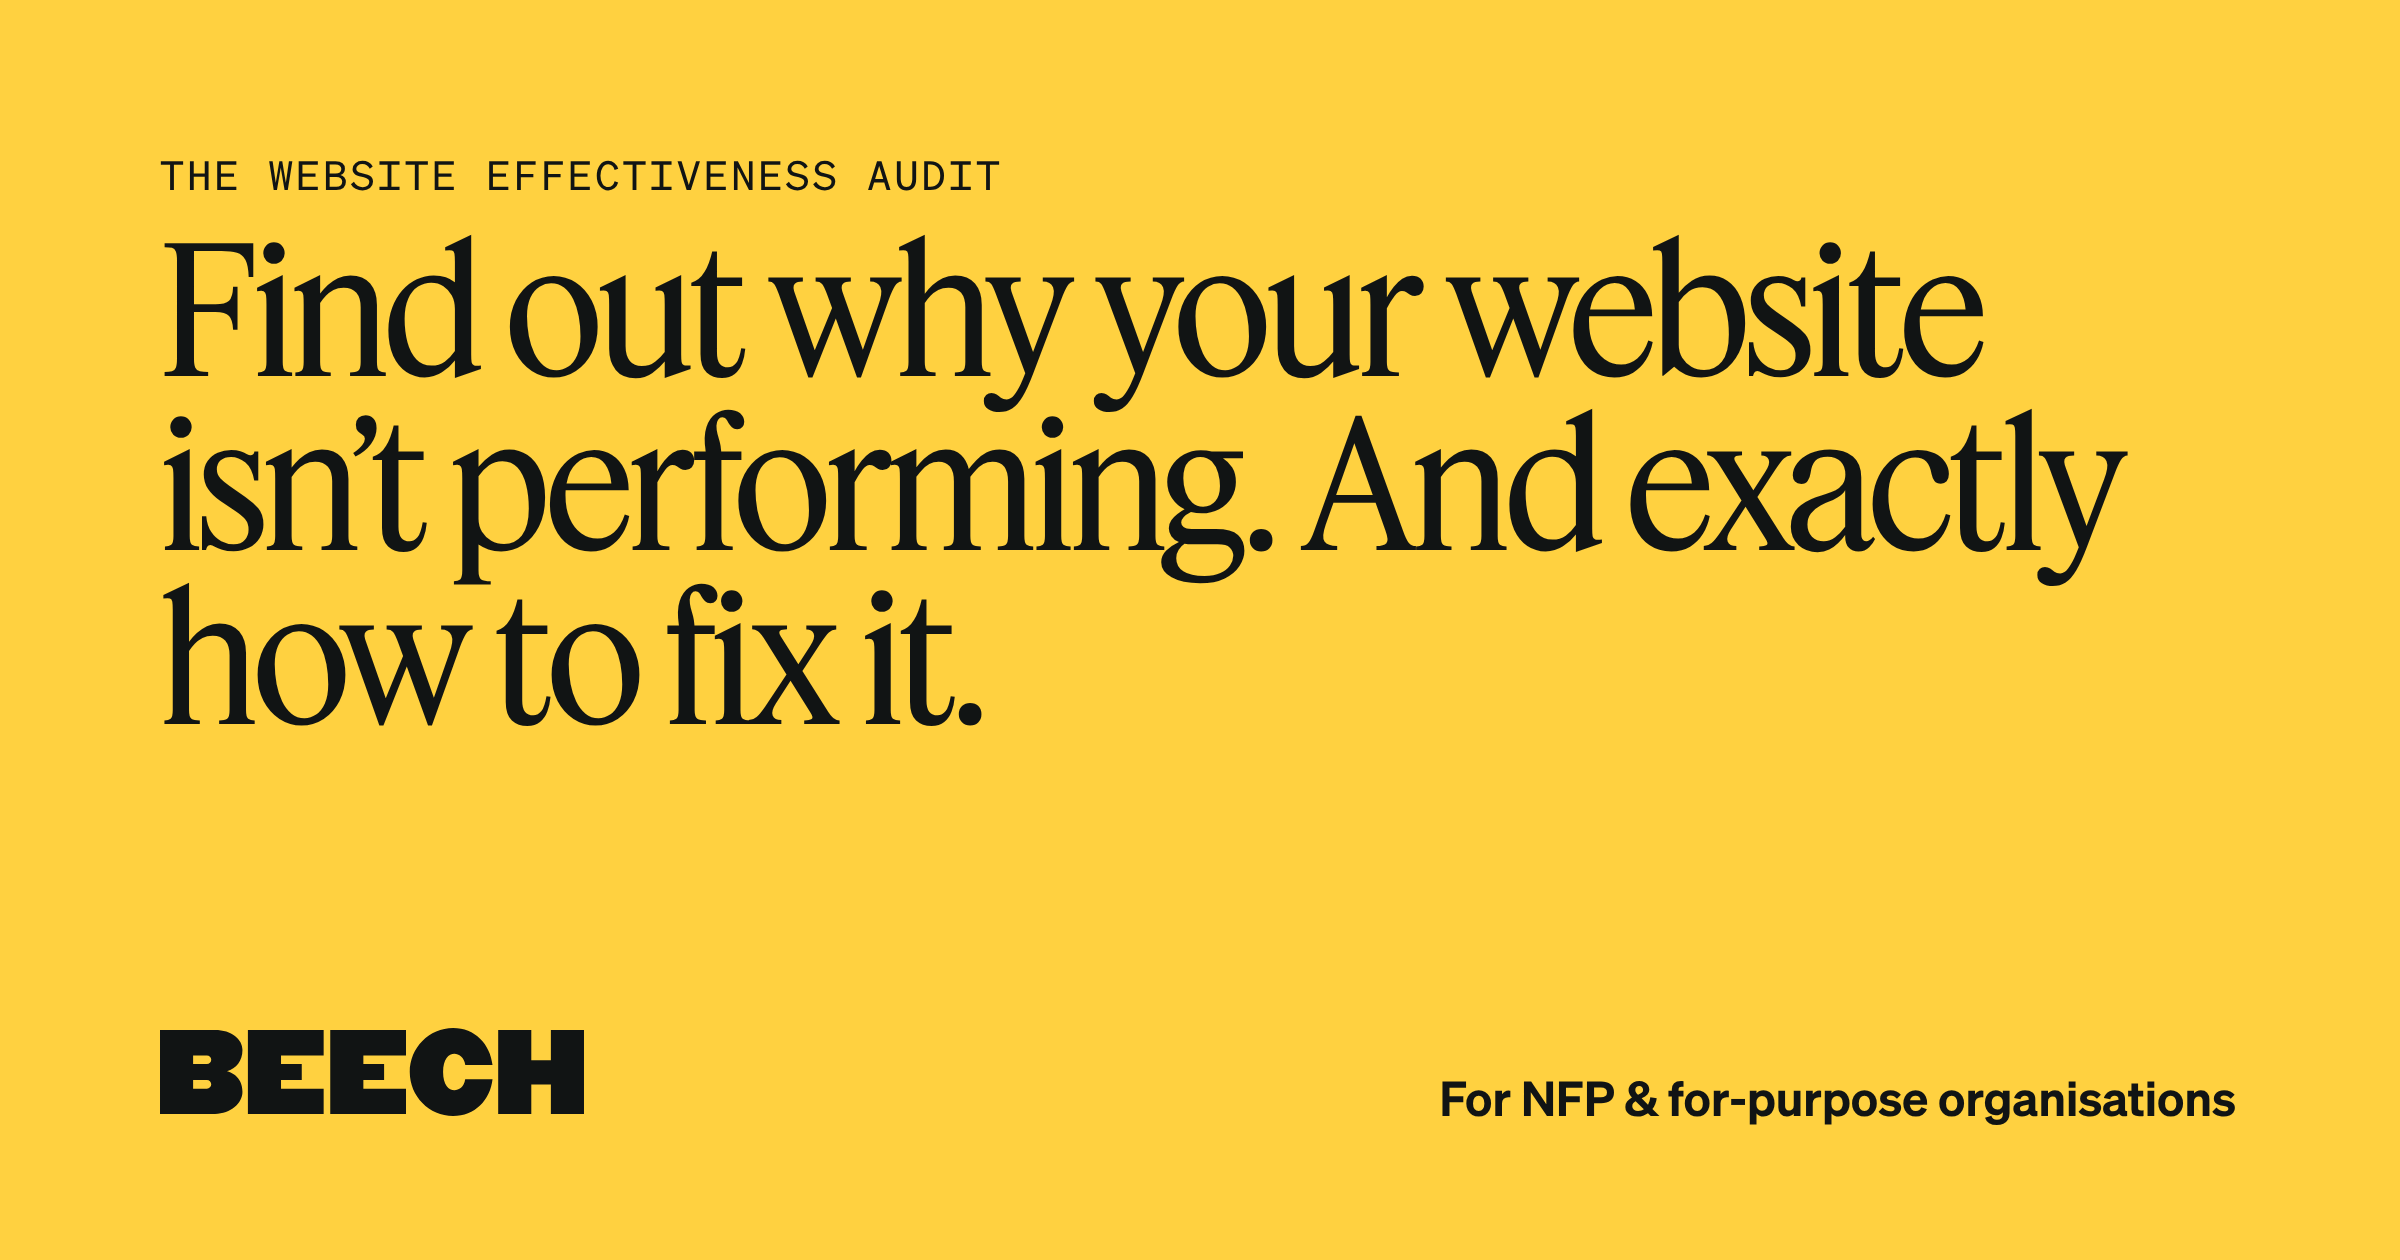 THE WEBSITE EFFECTIVENESS AUDIT
Find out why your website
isn’t performing. And exactly
how to fix it.
BEECH
For NFP & for-purpose organisations